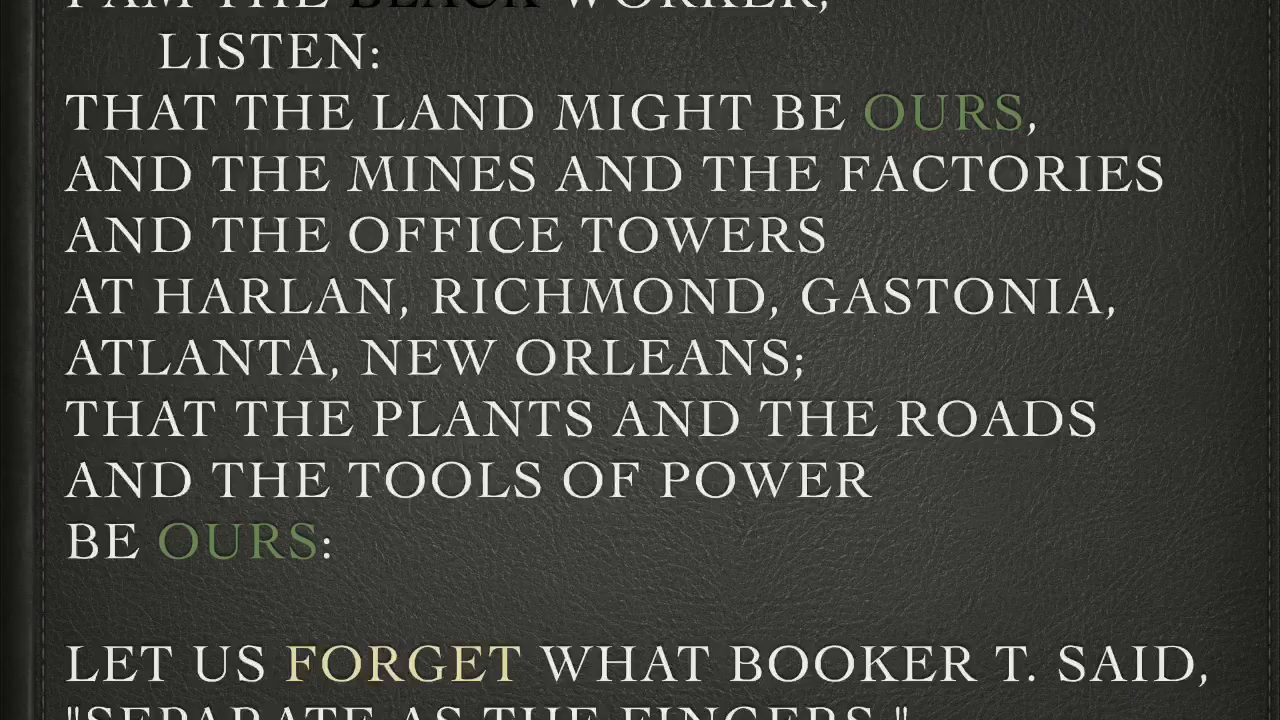 I AM THE BLACK WORKER,
LISTEN:
THAT THE LAND MIGHT BE OURS,
AND THE MINES AND THE FACTORIES
AND THE OFFICE TOWERS
AT HARLAN, RICHMOND, GASTONIA,
ATLANTA, NEW ORLEANS;
THAT THE PLANTS AND THE ROADS
AND THE TOOLS OF POWER
BE OURS:
LET US FORGET WHAT BOOKER T. SAID,
"SEPARATE AS THE FINGERS."